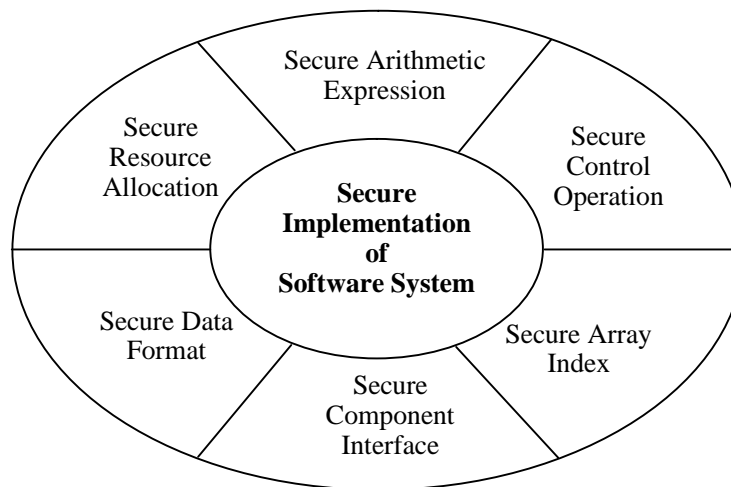 Secure Arithmetic
Expression
Secure
Control
Operation
Secure Array
Index
Secure
Component
Interface
Secure Data
Format
Secure
Resource
Allocation
Secure
Implementation
of
Software System